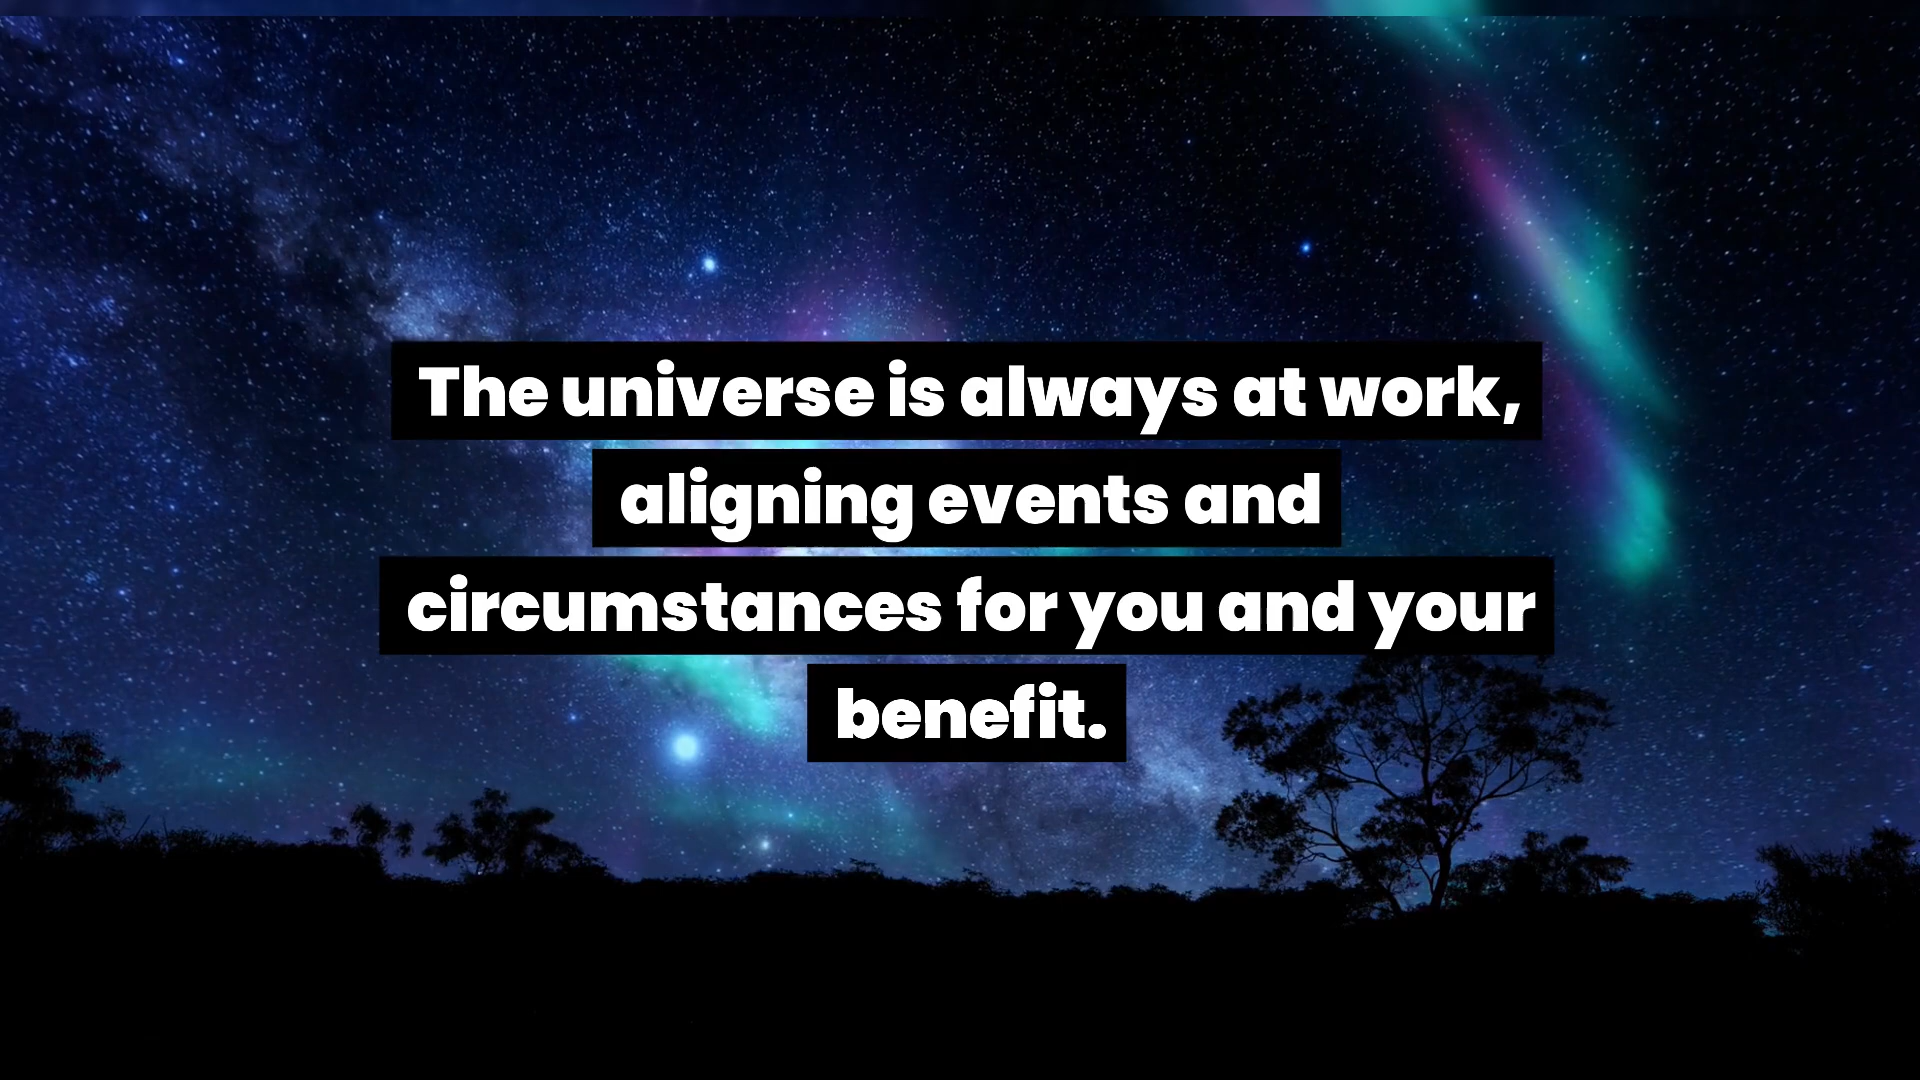 The universe is always at work,
aligning events and
circumstances for you and your
benefit.